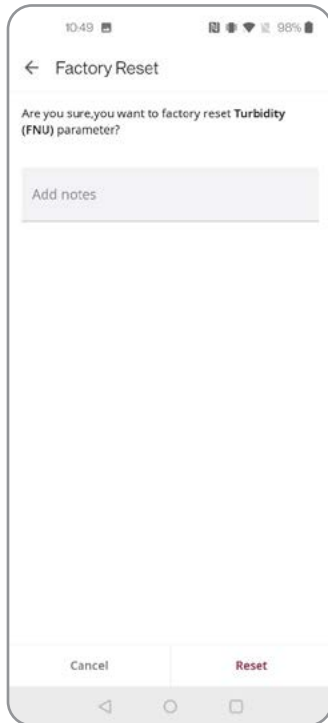 10:49 98%
Factory Reset
Are you sure,you want to factory reset Turbidity
(FNU) parameter?
Add notes
Cancel Reset